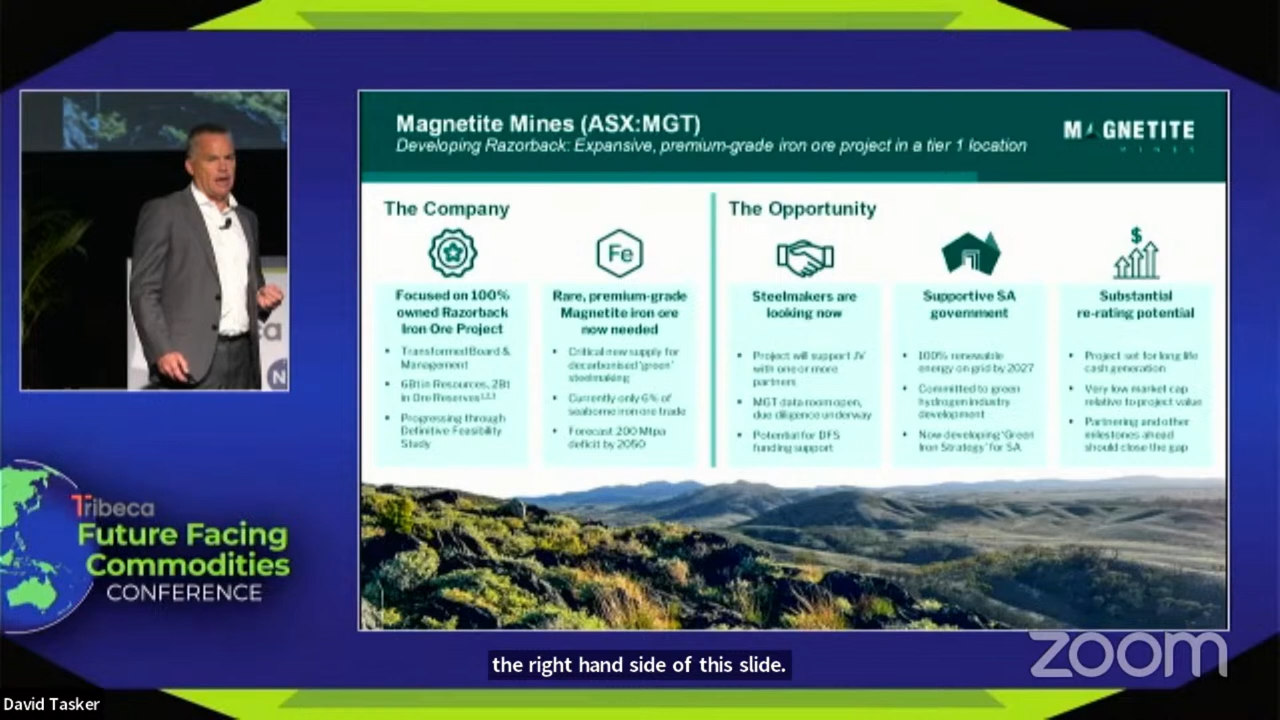 Magnetite Mines (ASX:MGT)
Developing Razorback: Expansive, premium-grade iron ore project in a tier 1 location
MAGNETITE
MINES
The Company
Focused on 100%
owned Razorback
Iron Ore Project
• Transformed Board &
Management
• 6Bt in Resources, 2Bt
in Ore Reserves
• Progressing through
Definitive Feasibility
Study
Fe
Rare, premium-grade
Magnetite iron ore
now needed
• Critical new supply for
decarbonised 'green'
steelmaking
• Currently only 6% of
seaborne iron ore trade
• Forecast 200 Mtpa
deficit by 2050
The Opportunity
Steelmakers are
looking now
• Project will support JV
with one or more
partners
• MGT data room open,
due diligence underway
• Potential for DFS
funding support
Supportive SA
government
• 100% renewable
energy on grid by 2027
• Committed to green
hydrogen industry
development
• Now developing 'Green
Iron Strategy' for SA
$
Substantial
re-rating potential
• Project set for long life
cash generation
• Very low market cap
relative to project value
• Partnering and other
milestones ahead
should close the gap
Tribeca
Future Facing
Commodities
CONFERENCE
the right hand side of this slide.
zoom
David Tasker